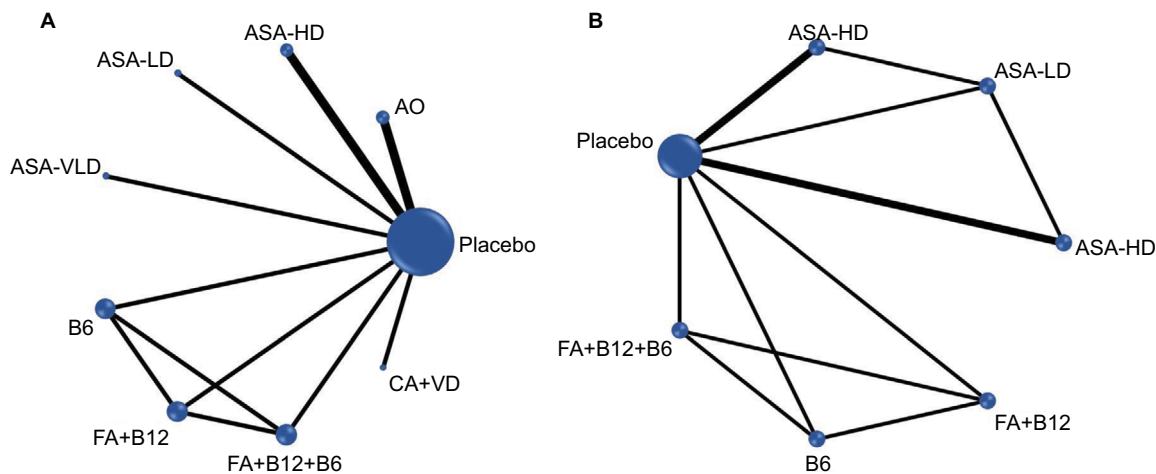 A
ASA-HD
ASA-LD
AO
ASA-VLD
Placebo
B6
CA+VD
FA+B12
FA+B12+B6
B
ASA-HD
ASA-LD
Placebo
ASA-HD
FA+B12+B6
FA+B12
B6